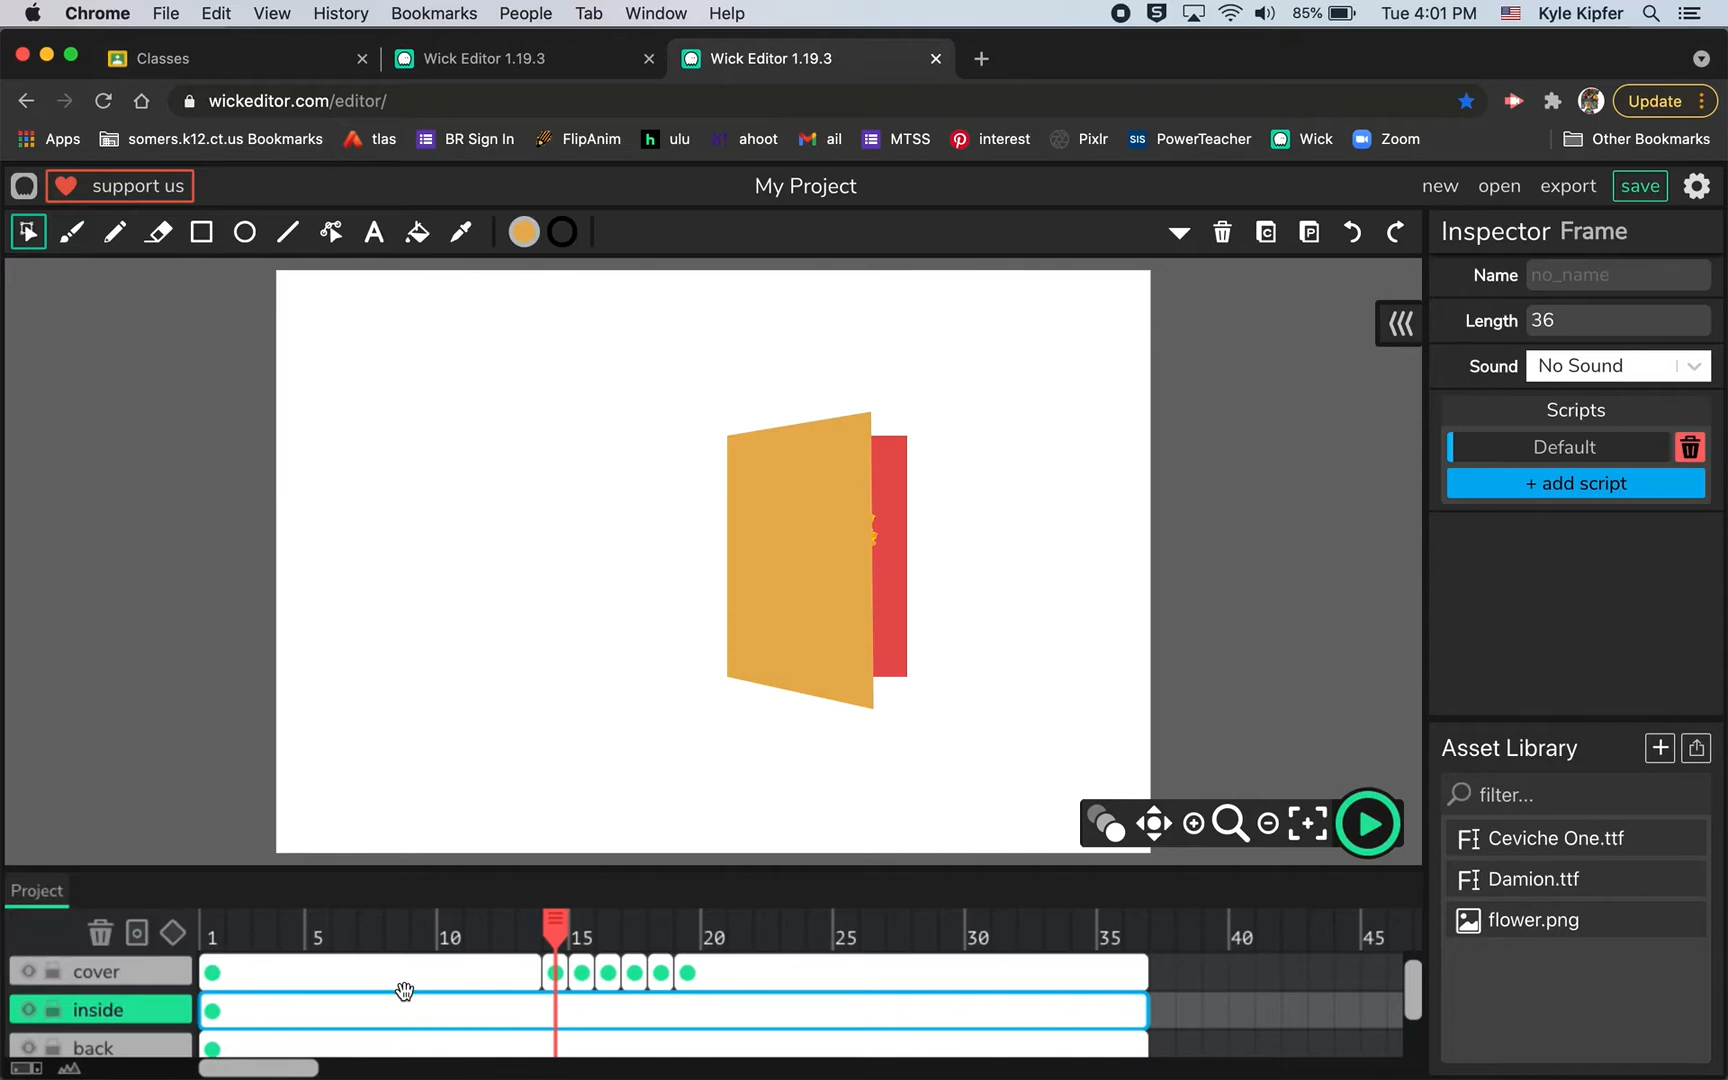 Chrome File Edit View History Bookmarks People Tab Window Help 85% Tue 4:01 PM Kyle Kipfer
Classes Wick Editor 1.19.3 Wick Editor 1.19.3
wickeditor.com/editor/ Update
Apps somers.k12.ct.us Bookmarks tlas BR Sign In FlipAnim ulu ahoot ail MTSS interest Pixlr SIS PowerTeacher Wick Zoom Other Bookmarks
support us My Project new open export save
Inspector Frame
Name no_name
Length 36
Sound No Sound
Scripts
Default
+ add script
Asset Library
filter...
Ceviche One.ttf
Damion.ttf
flower.png
Project
1 5 10 15 20 25 30 35 40 45
cover
inside
back